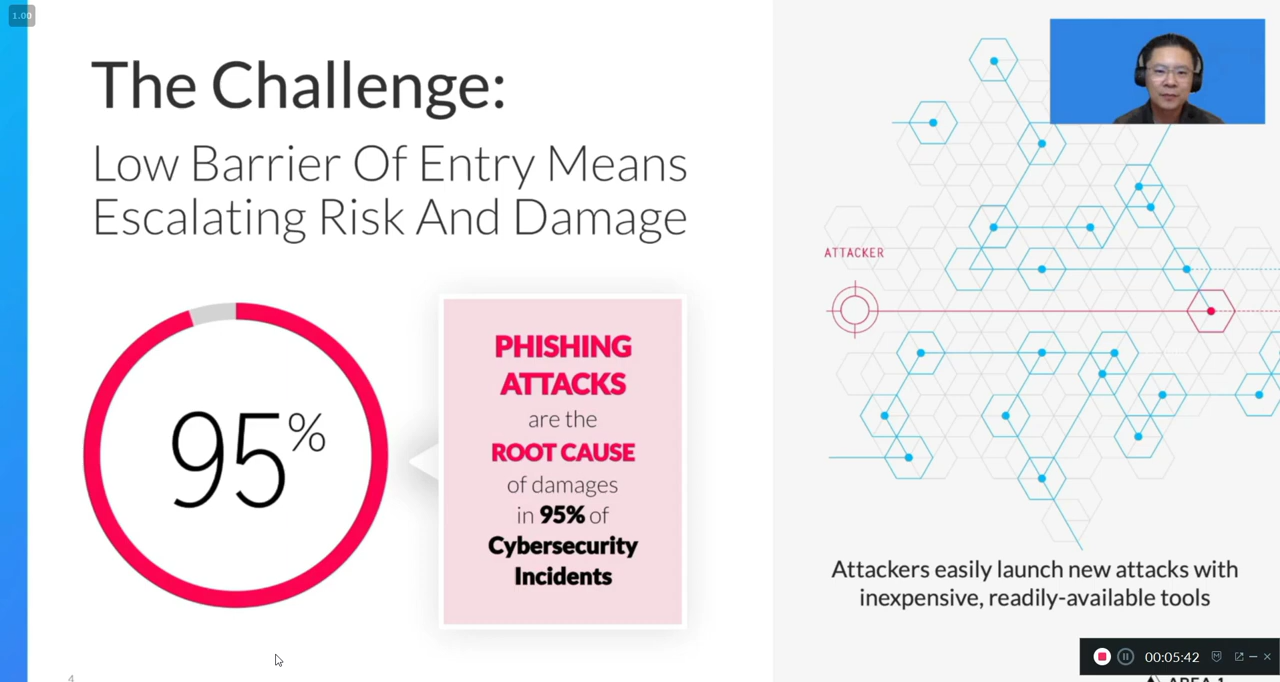 1.00
The Challenge:
Low Barrier Of Entry Means
Escalating Risk And Damage
95%
PHISHING
ATTACKS
are the
ROOT CAUSE
of damages
in 95% of
Cybersecurity
Incidents
ATTACKER
Attackers easily launch new attacks with
inexpensive, readily-available tools
00:05:42
4
AREA 1